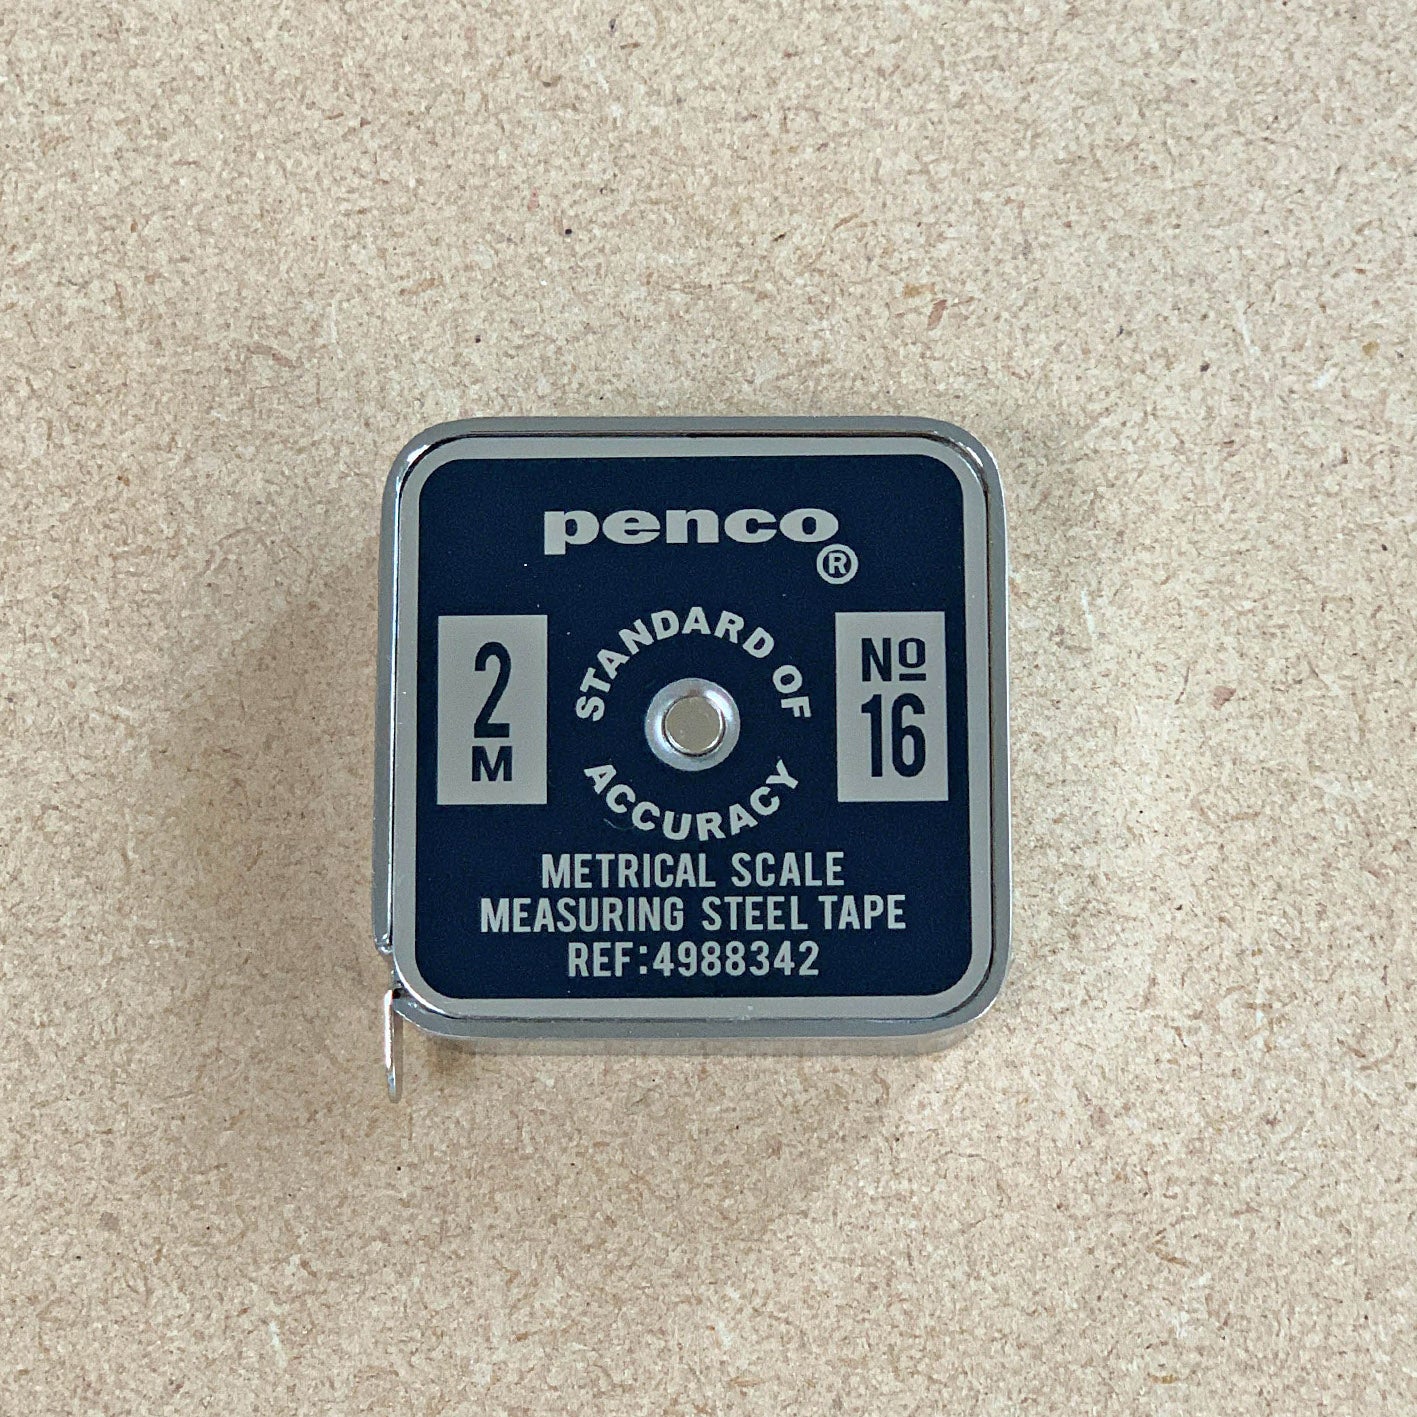 penco®
2
M
STANDARD OF
ACCURACY
Nº
16
METRICAL SCALE
MEASURING STEEL TAPE
REF:4988342